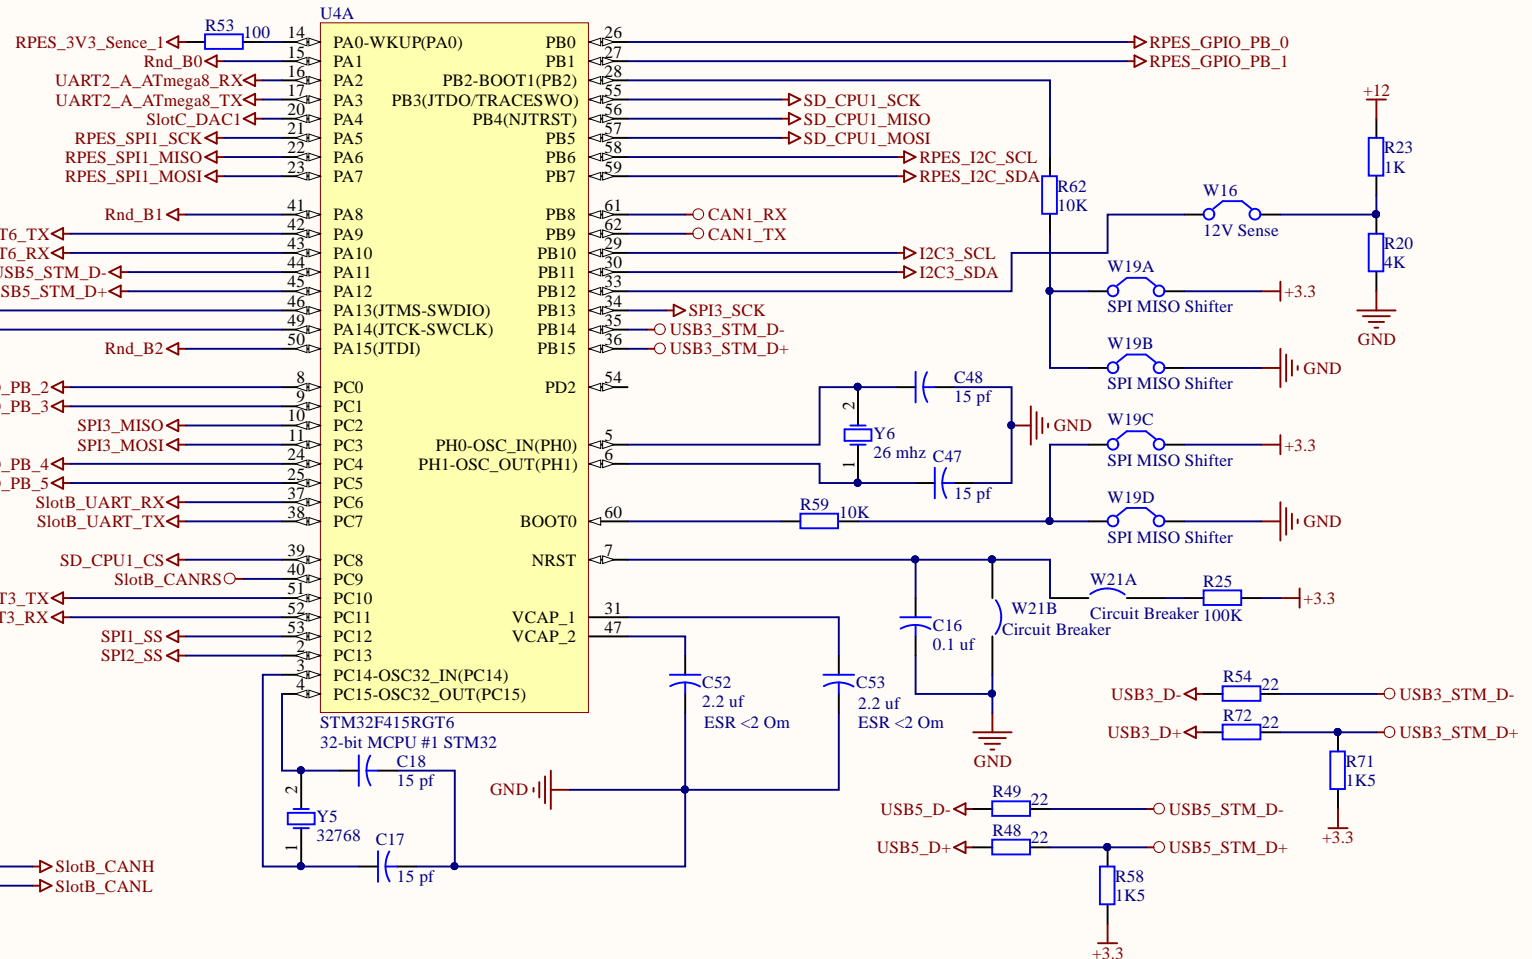 U4A
RPES_3V3_Sence_1
R53
100
14
PA0-WKUP(PA0)
Rnd_B0
15
PA1
UART2_A_ATmega8_RX
16
PA2
UART2_A_ATmega8_TX
17
PA3
SlotC_DAC1
20
PA4
RPES_SPI1_SCK
21
PA5
RPES_SPI1_MISO
22
PA6
RPES_SPI1_MOSI
23
PA7
Rnd_B1
41
PA8
T6_TX
42
PA9
T6_RX
43
PA10
USB5_STM_D-
44
PA11
SB5_STM_D+
45
PA12
46
PA13(JTMS-SWDIO)
49
PA14(JTCK-SWCLK)
Rnd_B2
50
PA15(JTDI)
_PB_2
8
PC0
_PB_3
9
PC1
SPI3_MISO
10
PC2
SPI3_MOSI
11
PC3
_PB_4
24
PC4
_PB_5
25
PC5
SlotB_UART_RX
37
PC6
SlotB_UART_TX
38
PC7
SD_CPU1_CS
39
PC8
SlotB_CANRS
40
PC9
T3_TX
51
PC10
T3_RX
52
PC11
SPI1_SS
53
PC12
SPI2_SS
2
PC13
3
PC14-OSC32_IN(PC14)
4
PC15-OSC32_OUT(PC15)
STM32F415RGT6
32-bit MCPU #1 STM32
PB0
26
RPES_GPIO_PB_0
PB1
27
RPES_GPIO_PB_1
PB2-BOOT1(PB2)
28
PB3(JTDO/TRACESWO)
55
SD_CPU1_SCK
PB4(NJTRST)
56
SD_CPU1_MISO
PB5
57
SD_CPU1_MOSI
PB6
58
RPES_I2C_SCL
PB7
59
RPES_I2C_SDA
PB8
61
CAN1_RX
PB9
62
CAN1_TX
PB10
29
I2C3_SCL
PB11
30
I2C3_SDA
PB12
33
PB13
34
SPI3_SCK
PB14
35
USB3_STM_D-
PB15
36
USB3_STM_D+
PD2
54
PH0-OSC_IN(PH0)
5
PH1-OSC_OUT(PH1)
6
BOOT0
60
NRST
7
VCAP_1
31
VCAP_2
47
R62
10K
+12
R23
1K
W16
12V Sense
R20
4K
GND
W19A
SPI MISO Shifter
+3.3
W19B
SPI MISO Shifter
GND
W19C
SPI MISO Shifter
+3.3
W19D
SPI MISO Shifter
GND
C48
15 pf
2
Y6
26 mhz
1
C47
15 pf
GND
R59
10K
W21A
Circuit Breaker
R25
100K
+3.3
W21B
Circuit Breaker
C16
0.1 uf
GND
C52
2.2 uf
ESR <2 Om
C53
2.2 uf
ESR <2 Om
GND
C18
15 pf
2
Y5
32768
1
C17
15 pf
SlotB_CANH
SlotB_CANL
USB3_D-
R54
22
USB3_STM_D-
USB3_D+
R72
22
USB3_STM_D+
R71
1K5
+3.3
USB5_D-
R49
22
USB5_STM_D-
USB5_D+
R48
22
USB5_STM_D+
R58
1K5
+3.3